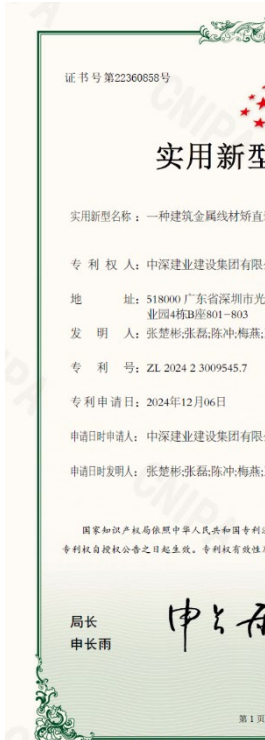 证书号第22360858号
实用新型
实用新型名称：一种建筑金属线材矫直
专利权人：中深建业建设集团有限
地址：518000 广东省深圳市光
业园4栋B座801-803
发明人：张楚彬;张磊;陈冲;梅燕;
专利号：ZL 2024 2 3009545.7
专利申请日：2024年12月06日
申请日时申请人：中深建业建设集团有限
申请日时发明人：张楚彬;张磊;陈冲;梅燕;
国家知识产权局依照中华人民共和国专利法
专利权自授权公告之日起生效。专利权有效性及
局长
申长雨
第1页
CNIPA